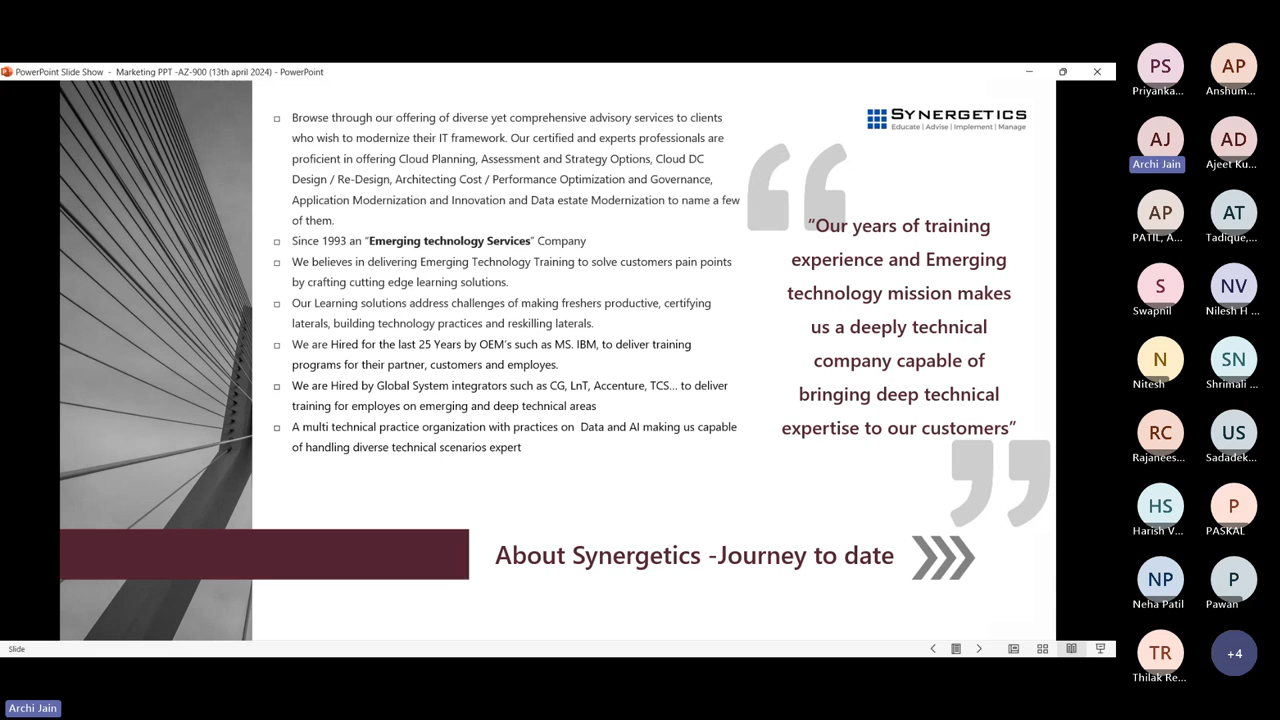 PowerPoint Slide Show - Marketing PPT -AZ-900 (13th april 2024) - PowerPoint
Browse through our offering of diverse yet comprehensive advisory services to clients
who wish to modernize their IT framework. Our certified and experts professionals are
proficient in offering Cloud Planning, Assessment and Strategy Options, Cloud DC
Design / Re-Design, Architecting Cost / Performance Optimization and Governance,
Application Modernization and Innovation and Data estate Modernization to name a few
of them.
Since 1993 an “Emerging technology Services” Company
We believes in delivering Emerging Technology Training to solve customers pain points
by crafting cutting edge learning solutions.
Our Learning solutions address challenges of making freshers productive, certifying
laterals, building technology practices and reskilling laterals.
We are Hired for the last 25 Years by OEM’s such as MS. IBM, to deliver training
programs for their partner, customers and employes.
We are Hired by Global System integrators such as CG, LnT, Accenture, TCS... to deliver
training for employes on emerging and deep technical areas
A multi technical practice organization with practices on Data and AI making us capable
of handling diverse technical scenarios expert
SYNERGETICS
Educate | Advise | Implement | Manage
“Our years of training
experience and Emerging
technology mission makes
us a deeply technical
company capable of
bringing deep technical
expertise to our customers”
About Synergetics -Journey to date
Slide
PS
Priyanka...
AP
Anshum...
AJ
Archi Jain
AD
Ajeet Ku...
AP
PATIL, A...
AT
Tadique,...
S
Swapnil
NV
Nilesh H ...
N
Nitesh
SN
Shrimali ...
RC
Rajanees...
US
Sadadek...
HS
Harish V...
P
PASKAL
NP
Neha Patil
P
Pawan
TR
Thilak Re...
+4
Archi Jain